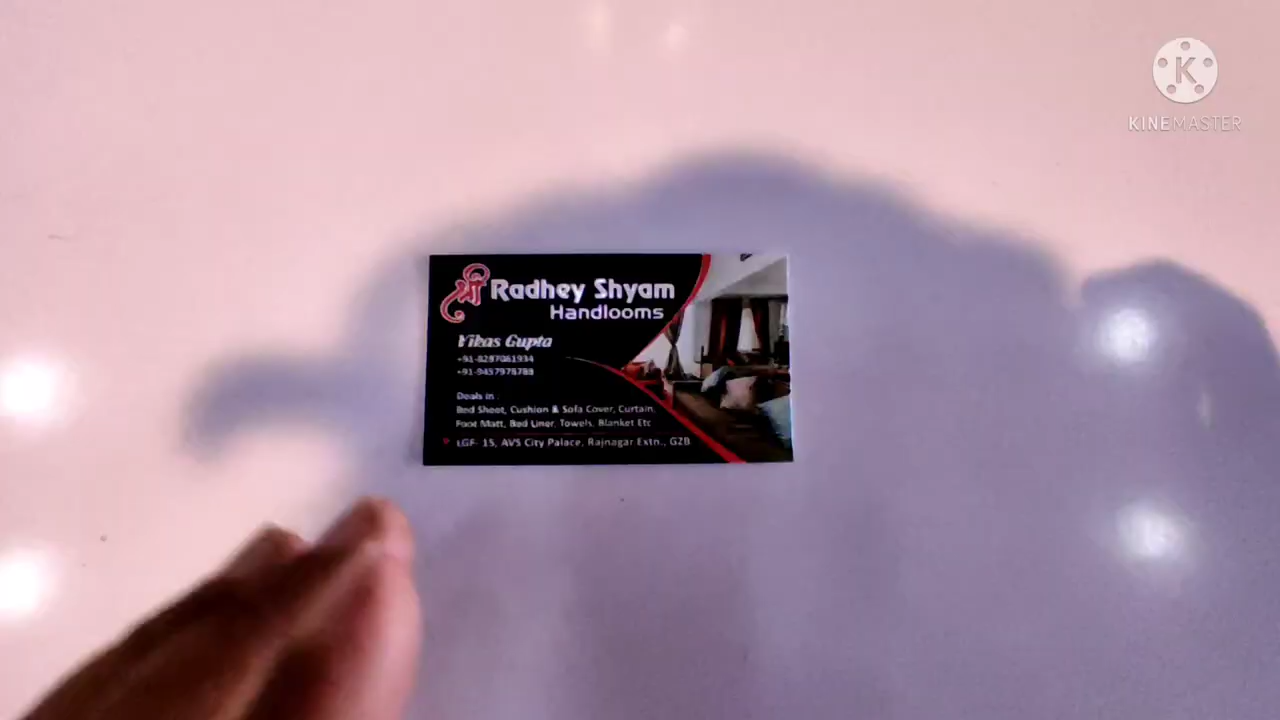 श्री Radhey Shyam
Handlooms
Vikas Gupta
+91-8287061934
+91-9457978788
Deals in :
Bed Sheet, Cushion & Sofa Cover, Curtain,
Foot Matt, Bed Liner, Towels, Blanket Etc
LGF- 15, AVS City Palace, Rajnagar Extn., GZB
K
KINEMASTER